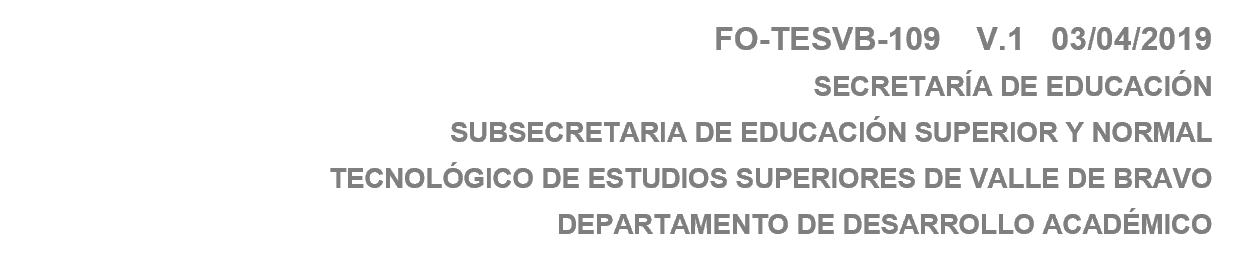 FO-TESVB-109 V.1 03/04/2019
SECRETARÍA DE EDUCACIÓN
SUBSECRETARIA DE EDUCACIÓN SUPERIOR Y NORMAL
TECNOLÓGICO DE ESTUDIOS SUPERIORES DE VALLE DE BRAVO
DEPARTAMENTO DE DESARROLLO ACADÉMICO